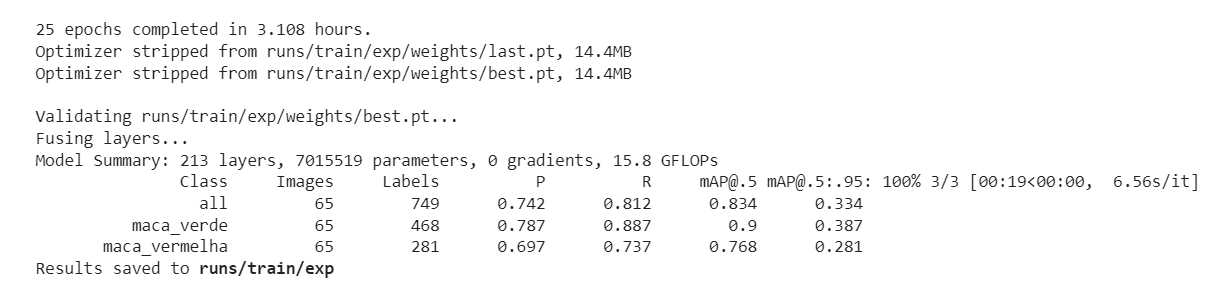 25 epochs completed in 3.108 hours.
Optimizer stripped from runs/train/exp/weights/last.pt, 14.4MB
Optimizer stripped from runs/train/exp/weights/best.pt, 14.4MB
Validating runs/train/exp/weights/best.pt...
Fusing layers...
Model Summary: 213 layers, 7015519 parameters, 0 gradients, 15.8 GFLOPs
Class Images Labels P R mAP@.5 mAP@.5:.95: 100% 3/3 [00:19<00:00, 6.56s/it]
all 65 749 0.742 0.812 0.834 0.334
maca_verde 65 468 0.787 0.887 0.9 0.387
maca_vermelha 65 281 0.697 0.737 0.768 0.281
Results saved to runs/train/exp